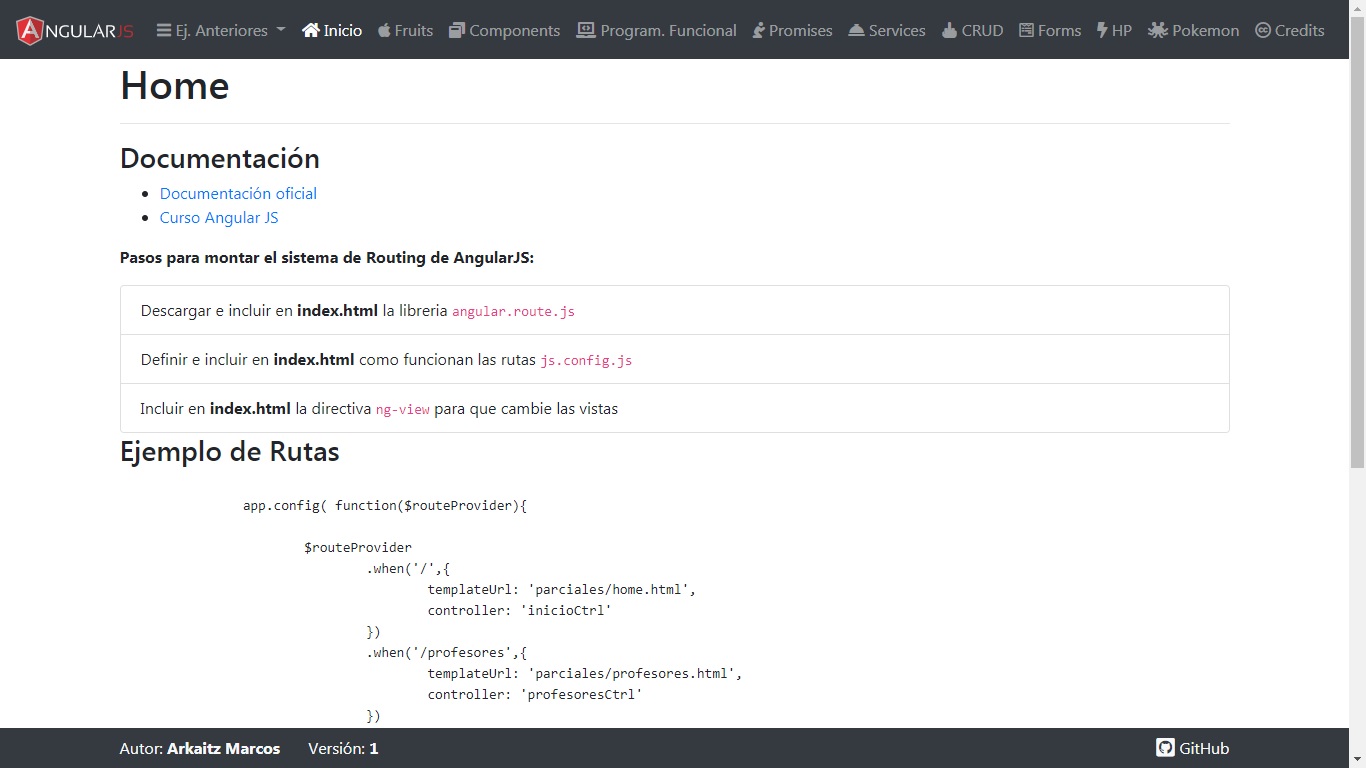 ANGULARJS Ej. Anteriores Inicio Fruits Components Program. Funcional Promises Services CRUD Forms HP Pokemon Credits
Home
Documentación
Documentación oficial
Curso Angular JS
Pasos para montar el sistema de Routing de AngularJS:
Descargar e incluir en index.html la libreria angular.route.js
Definir e incluir en index.html como funcionan las rutas js.config.js
Incluir en index.html la directiva ng-view para que cambie las vistas
Ejemplo de Rutas
app.config( function($routeProvider){
$routeProvider
.when('/',{
templateUrl: 'parciales/home.html',
controller: 'inicioCtrl'
})
.when('/profesores',{
templateUrl: 'parciales/profesores.html',
controller: 'profesoresCtrl'
})
Autor: Arkaitz Marcos Versión: 1 GitHub